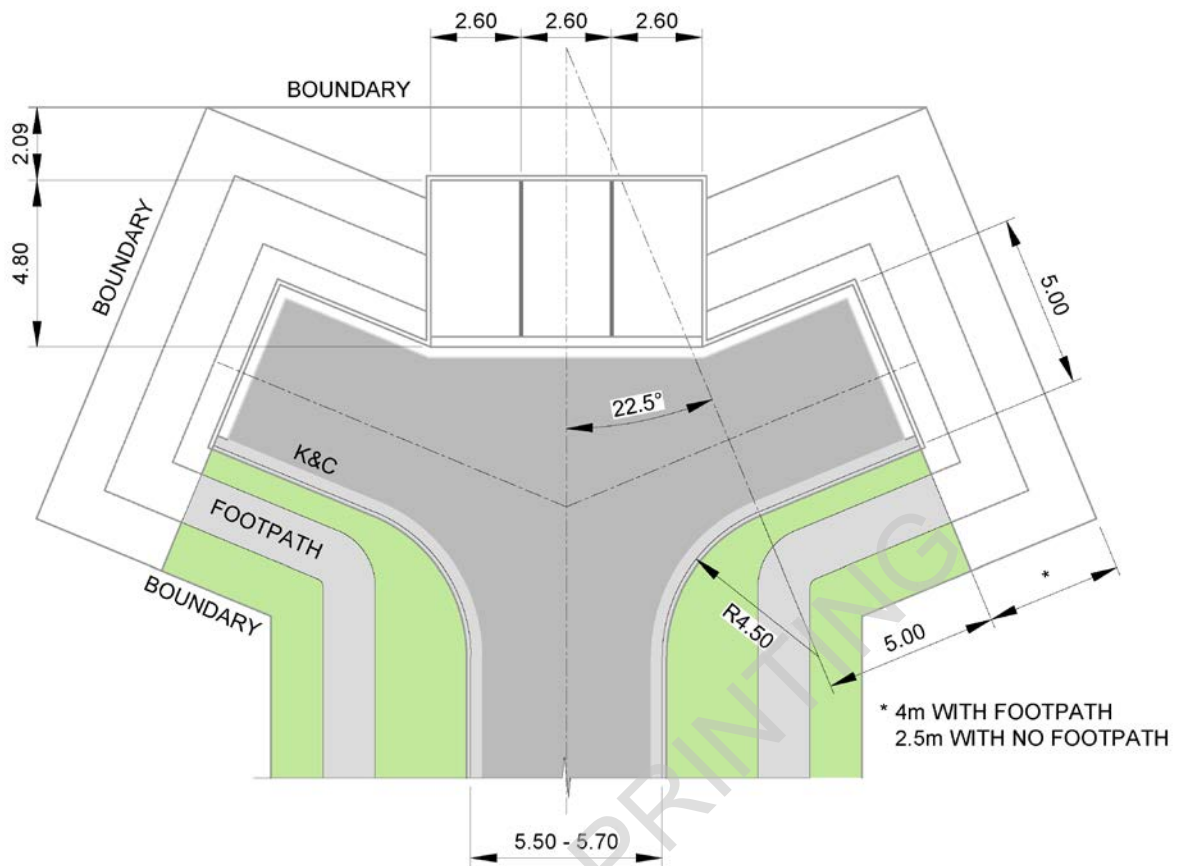 2.60 2.60 2.60
BOUNDARY
2.09
BOUNDARY
4.80
5.00
22.5°
K&C
FOOTPATH
BOUNDARY
R4.50
5.00
*
* 4m WITH FOOTPATH
2.5m WITH NO FOOTPATH
PRINTING
5.50 - 5.70